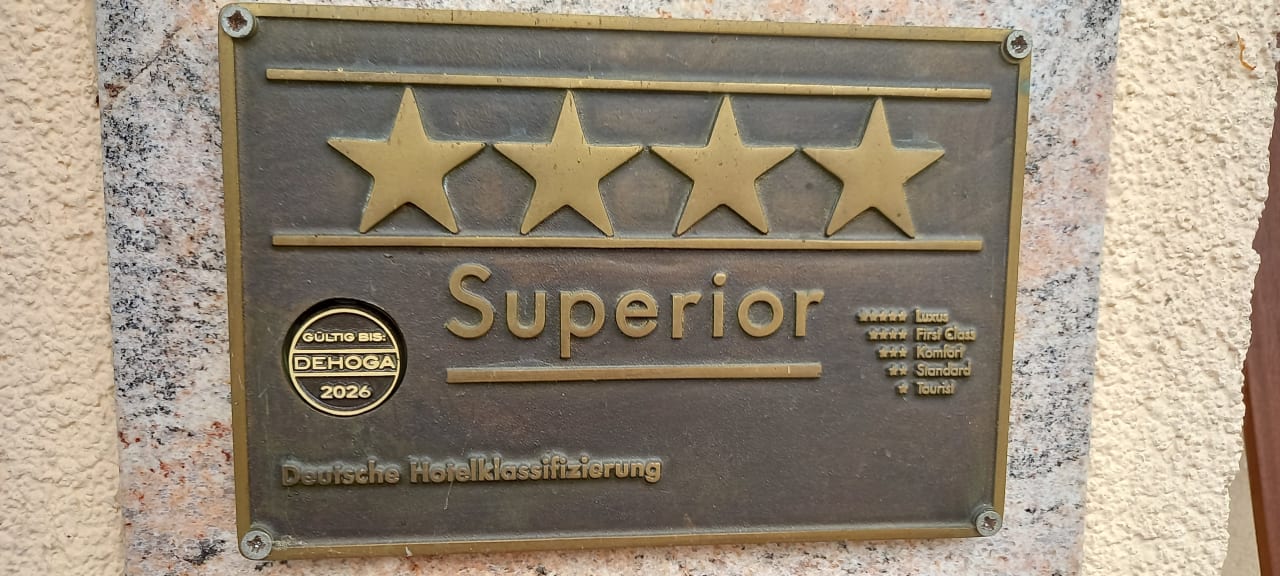 Superior
GÜLTIG BIS:
DEHOGA
2026
Luxus
First Class
Komfort
Standard
Tourist
Deutsche Hotelklassifizierung